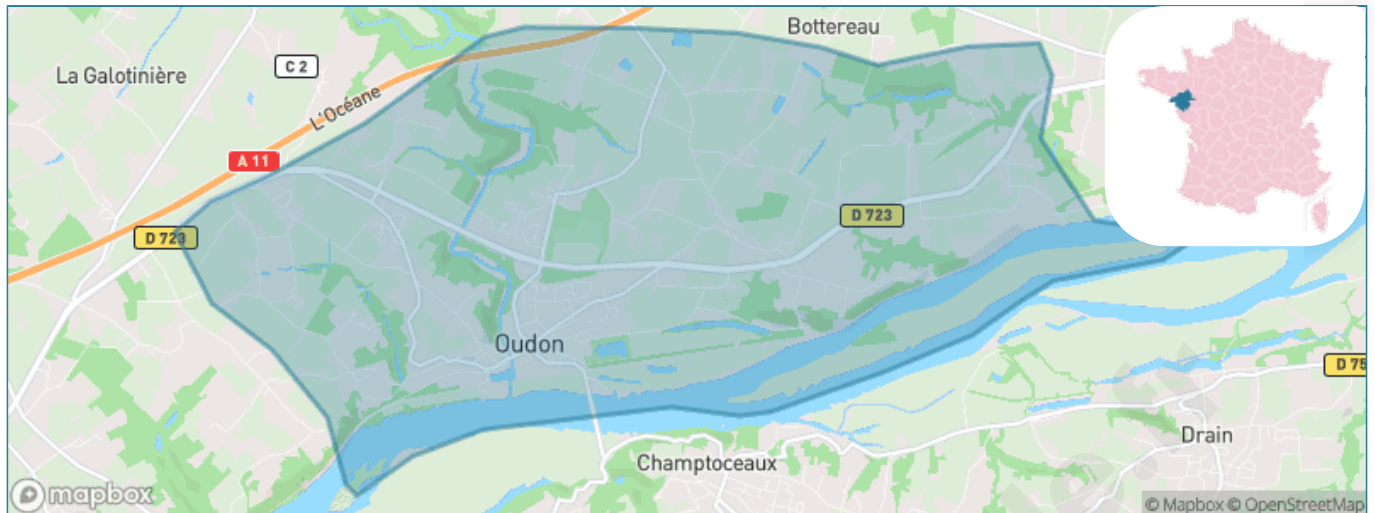 Bottereau
La Galotinière
C 2
L'Océane
A 11
D 723
D 723
Oudon
D 75
Drain
Champtoceaux
mapbox
© Mapbox © OpenStreetMap